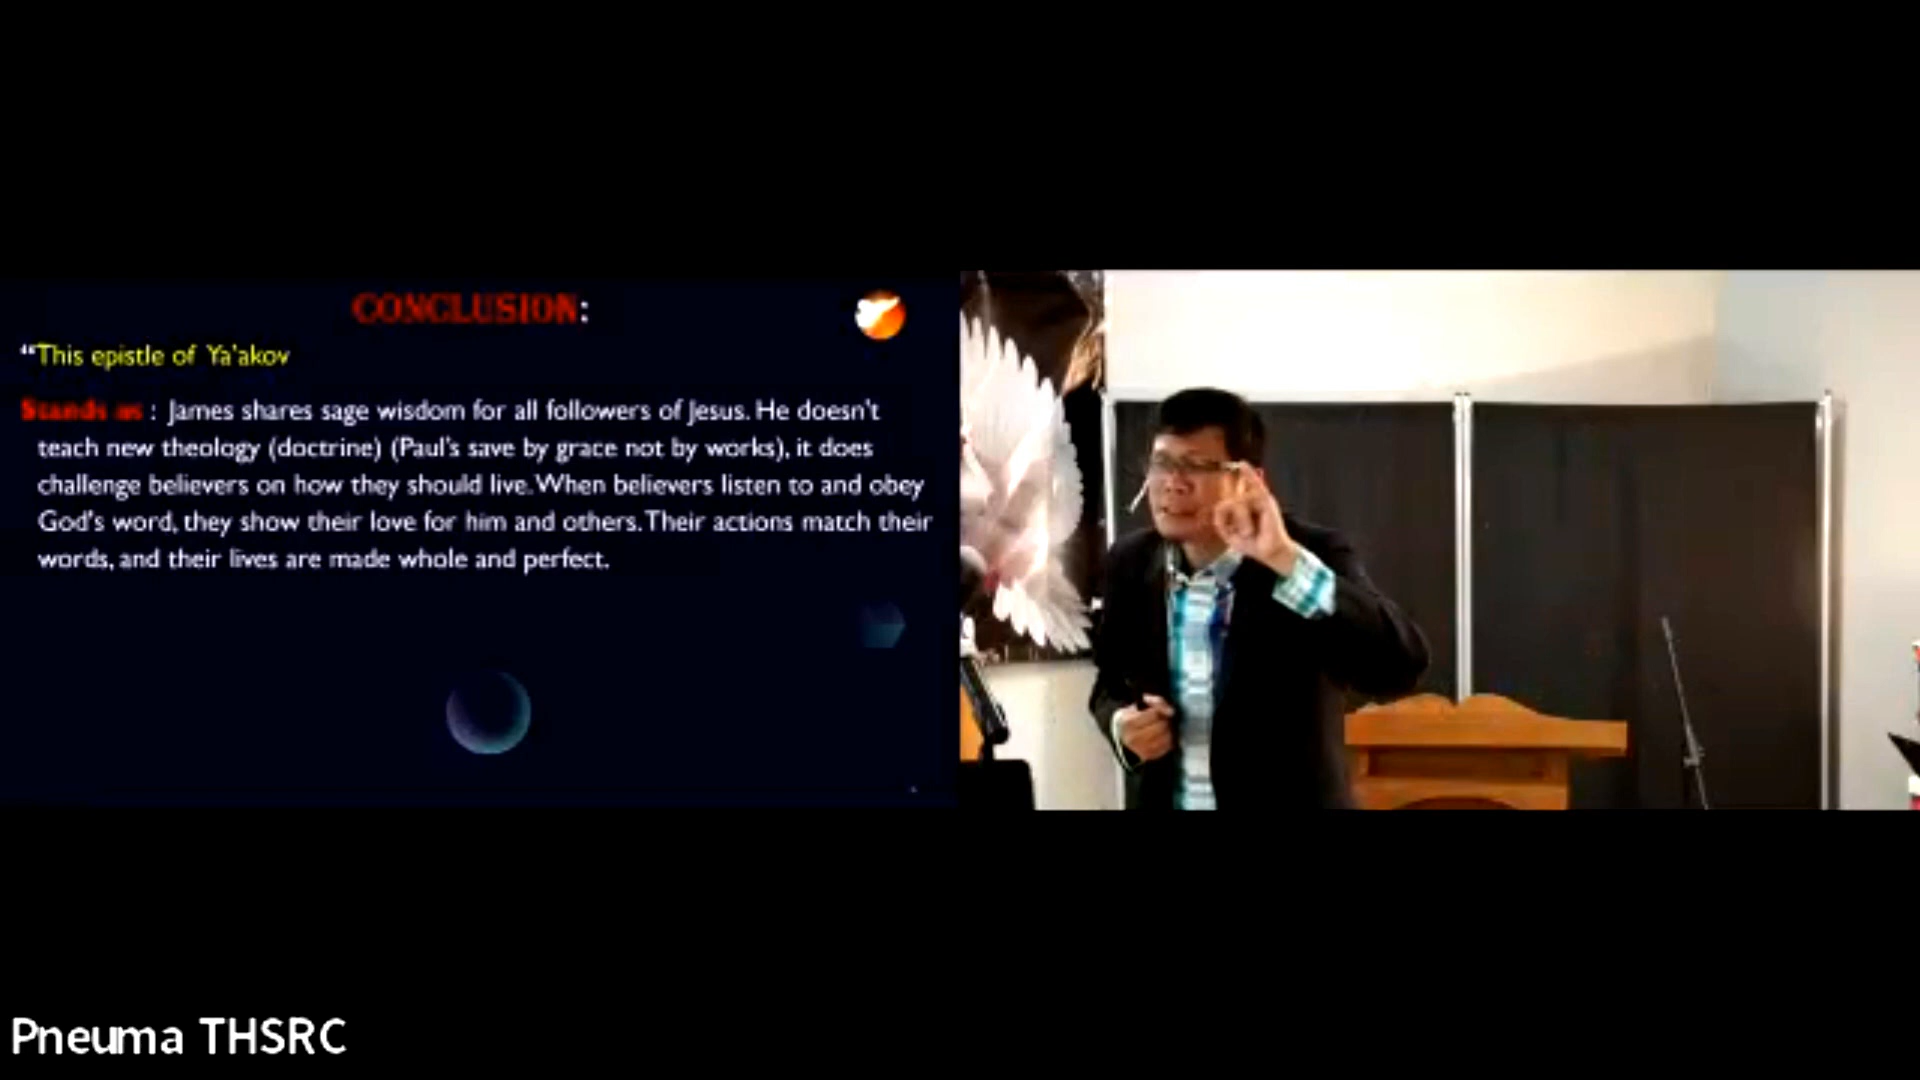 CONCLUSION:
“This epistle of Ya'akov
Stands as : James shares sage wisdom for all followers of Jesus. He doesn't
teach new theology (doctrine) (Paul's save by grace not by works), it does
challenge believers on how they should live. When believers listen to and obey
God's word, they show their love for him and others. Their actions match their
words, and their lives are made whole and perfect.
Pneuma THSRC